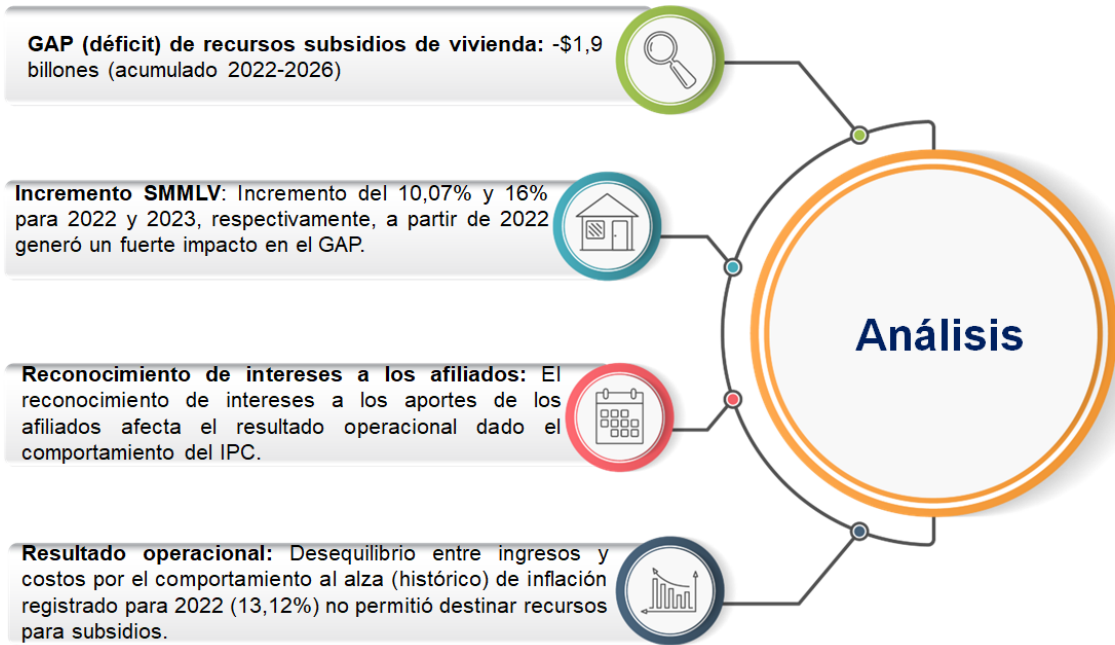 GAP (déficit) de recursos subsidios de vivienda: -$1,9
billones (acumulado 2022-2026)
Incremento SMMLV: Incremento del 10,07% y 16%
para 2022 y 2023, respectivamente, a partir de 2022
generó un fuerte impacto en el GAP.
Reconocimiento de intereses a los afiliados: El
reconocimiento de intereses a los aportes de los
afiliados afecta el resultado operacional dado el
comportamiento del IPC.
Resultado operacional: Desequilibrio entre ingresos y
costos por el comportamiento al alza (histórico) de inflación
registrado para 2022 (13,12%) no permitió destinar recursos
para subsidios.
Análisis